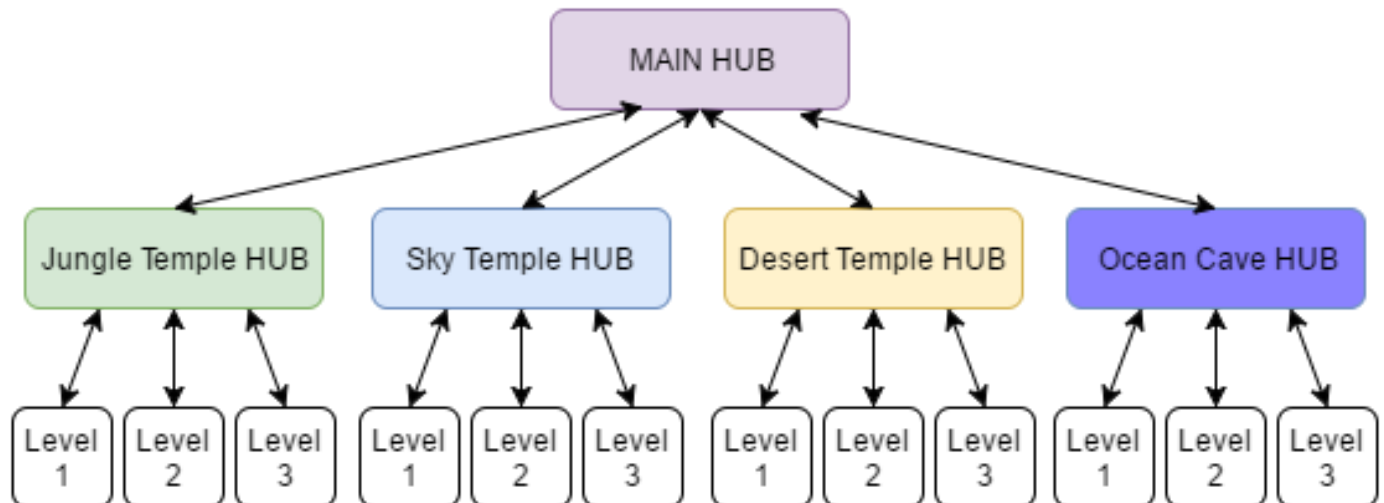 MAIN HUB
Jungle Temple HUB
Sky Temple HUB
Desert Temple HUB
Ocean Cave HUB
Level
1
Level
2
Level
3
Level
1
Level
2
Level
3
Level
1
Level
2
Level
3
Level
1
Level
2
Level
3